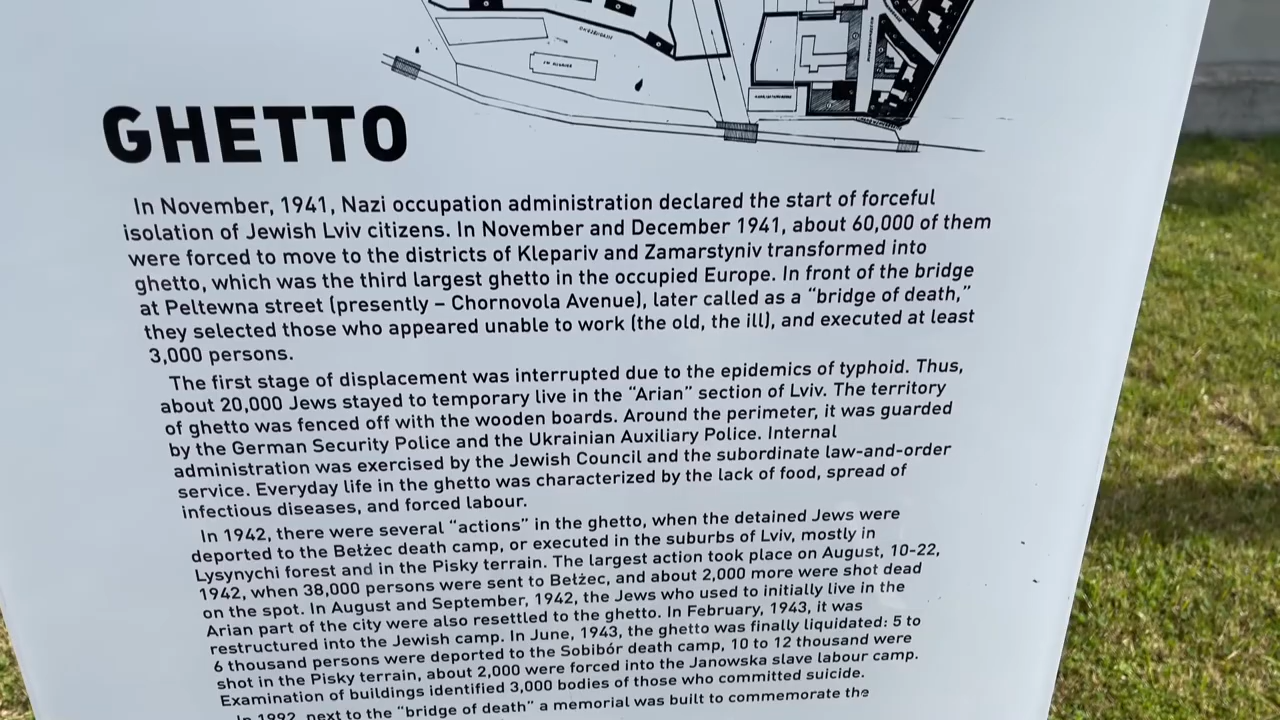 GHETTO
In November, 1941, Nazi occupation administration declared the start of forceful
isolation of Jewish Lviv citizens. In November and December 1941, about 60,000 of them
were forced to move to the districts of Klepariv and Zamarstyniv transformed into
ghetto, which was the third largest ghetto in the occupied Europe. In front of the bridge
at Peltewna street (presently – Chornovola Avenue), later called as a “bridge of death,”
they selected those who appeared unable to work (the old, the ill), and executed at least
3,000 persons.
The first stage of displacement was interrupted due to the epidemics of typhoid. Thus,
about 20,000 Jews stayed to temporary live in the “Arian” section of Lviv. The territory
of ghetto was fenced off with the wooden boards. Around the perimeter, it was guarded
by the German Security Police and the Ukrainian Auxiliary Police. Internal
administration was exercised by the Jewish Council and the subordinate law-and-order
service. Everyday life in the ghetto was characterized by the lack of food, spread of
infectious diseases, and forced labour.
In 1942, there were several “actions” in the ghetto, when the detained Jews were
deported to the Bełżec death camp, or executed in the suburbs of Lviv, mostly in
Lysynychi forest and in the Pisky terrain. The largest action took place on August, 10-22,
1942, when 38,000 persons were sent to Bełżec, and about 2,000 more were shot dead
on the spot. In August and September, 1942, the Jews who used to initially live in the
Arian part of the city were also resettled to the ghetto. In February, 1943, it was
restructured into the Jewish camp. In June, 1943, the ghetto was finally liquidated: 5 to
6 thousand persons were deported to the Sobibór death camp, 10 to 12 thousand were
shot in the Pisky terrain, about 2,000 were forced into the Janowska slave labour camp.
Examination of buildings identified 3,000 bodies of those who committed suicide.
In 1992, next to the “bridge of death” a memorial was built to commemorate the